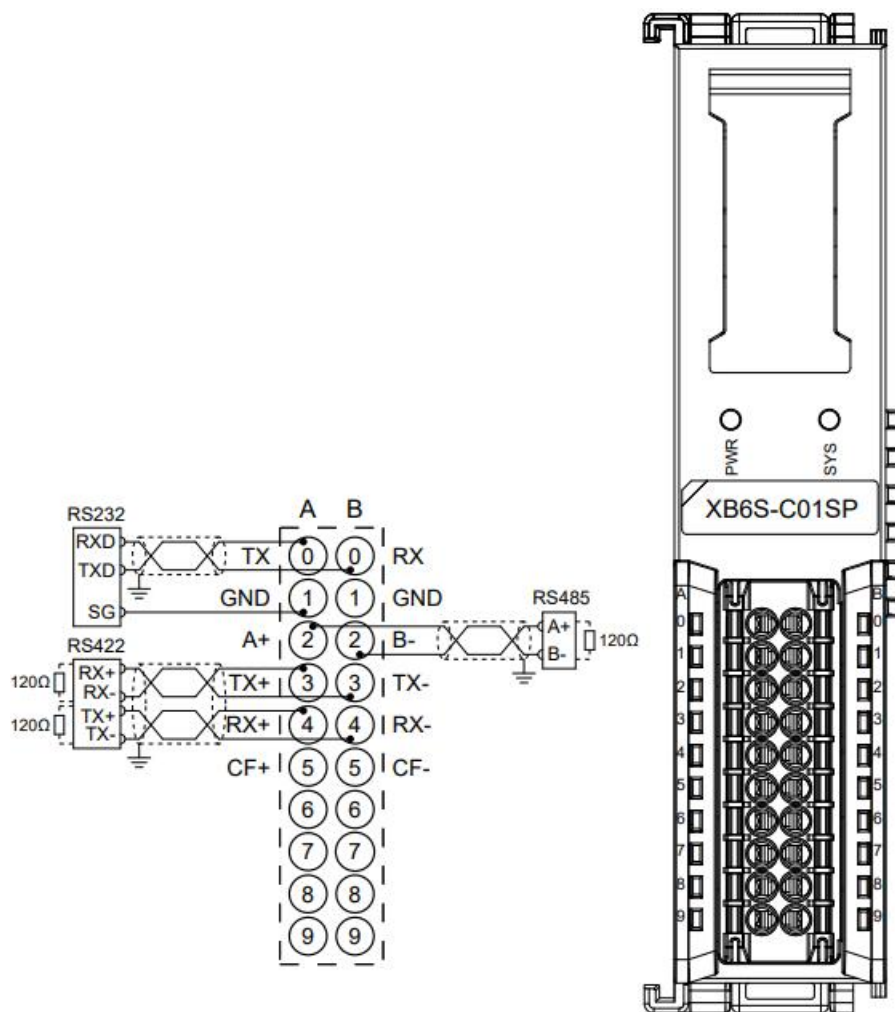 A B
RS232
RXD
TX 0 0 RX
TXD
GND 1 1 GND
SG
RS485
A+ 2 2 B-
A+
120Ω
B-
RS422
RX+
120Ω
RX-
TX+ 3 3 TX-
TX+
120Ω
TX-
RX+ 4 4 RX-
CF+ 5 5 CF-
6 6
7 7
8 8
9 9
PWR
SYS
XB6S-C01SP
A B
0 0
1 1
2 2
3 3
4 4
5 5
6 6
7 7
8 8
9 9